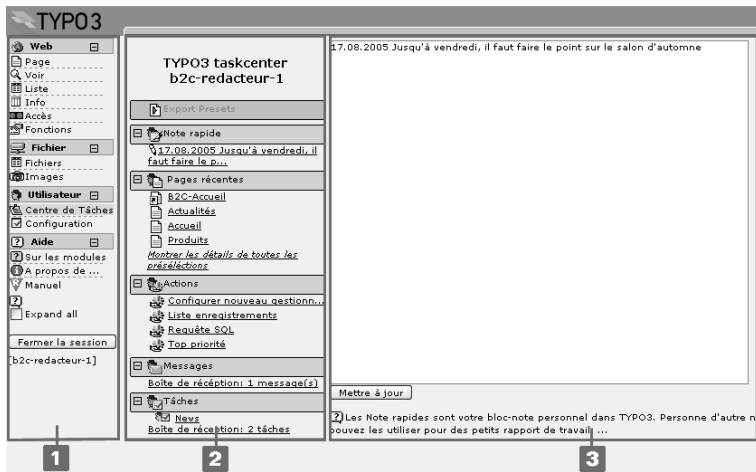 TYPO3
Web
Page
Voir
Liste
Info
Accès
Fonctions
Fichier
Fichiers
Images
Utilisateur
Centre de Tâches
Configuration
Aide
Sur les modules
A propos de ...
Manuel
Expand all
Fermer la session
[b2c-redacteur-1]
1
TYPO3 taskcenter
b2c-redacteur-1
Export Presets
Note rapide
17.08.2005 Jusqu'à vendredi, il
faut faire le p...
Pages récentes
B2C-Accueil
Actualités
Accueil
Produits
Montrer les détails de toutes les
présélections
Actions
Configurer nouveau gestionn...
Liste enregistrements
Requête SQL
Top priorité
Messages
Boîte de récéption: 1 message(s)
Tâches
News
Boîte de réception: 2 tâches
2
17.08.2005 Jusqu'à vendredi, il faut faire le point sur le salon d'automne
Mettre à jour
Les Note rapides sont votre bloc-note personnel dans TYPO3. Personne d'autre n
pouvez les utiliser pour des petits rapport de travail ...
3